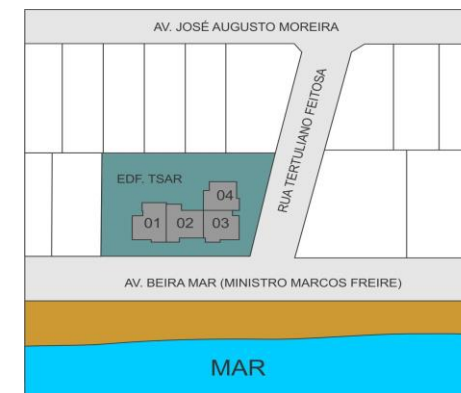 AV. JOSÉ AUGUSTO MOREIRA
RUA TERTULIANO FEITOSA
EDF. TSAR
04
01
02
03
AV. BEIRA MAR (MINISTRO MARCOS FREIRE)
MAR